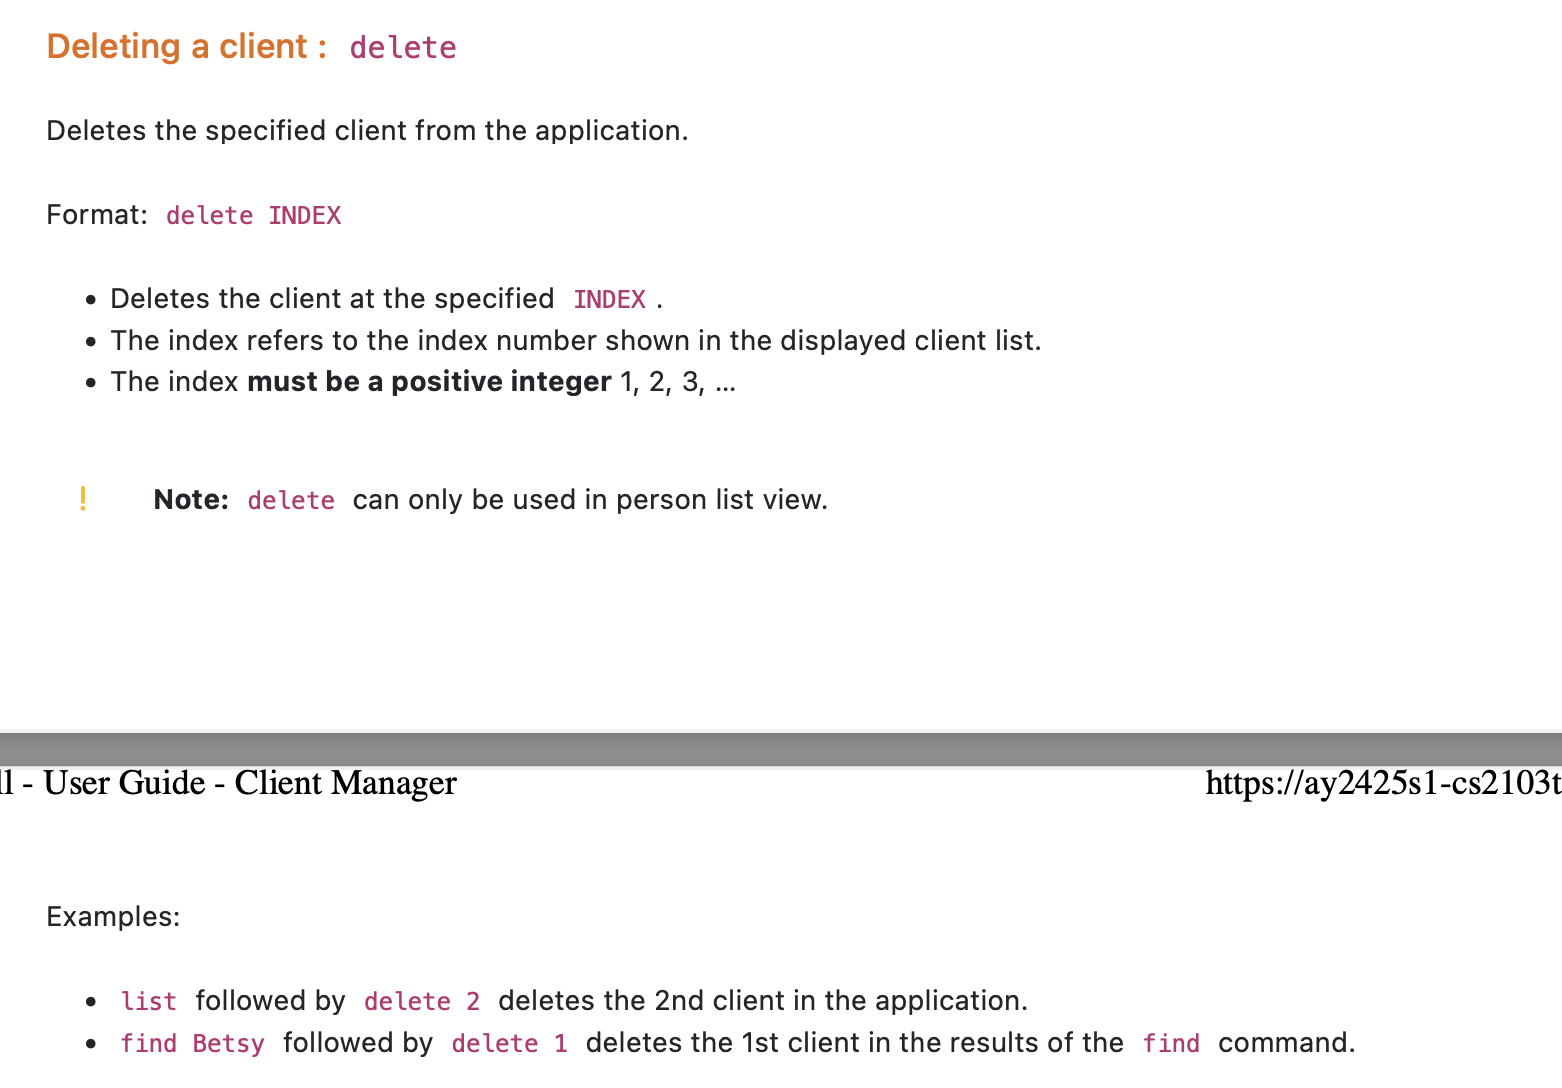 Deleting a client : delete
Deletes the specified client from the application.
Format: delete INDEX
• Deletes the client at the specified INDEX .
• The index refers to the index number shown in the displayed client list.
• The index must be a positive integer 1, 2, 3, …
! Note: delete can only be used in person list view.
ll - User Guide - Client Manager https://ay2425s1-cs2103t
Examples:
• list followed by delete 2 deletes the 2nd client in the application.
• find Betsy followed by delete 1 deletes the 1st client in the results of the find command.